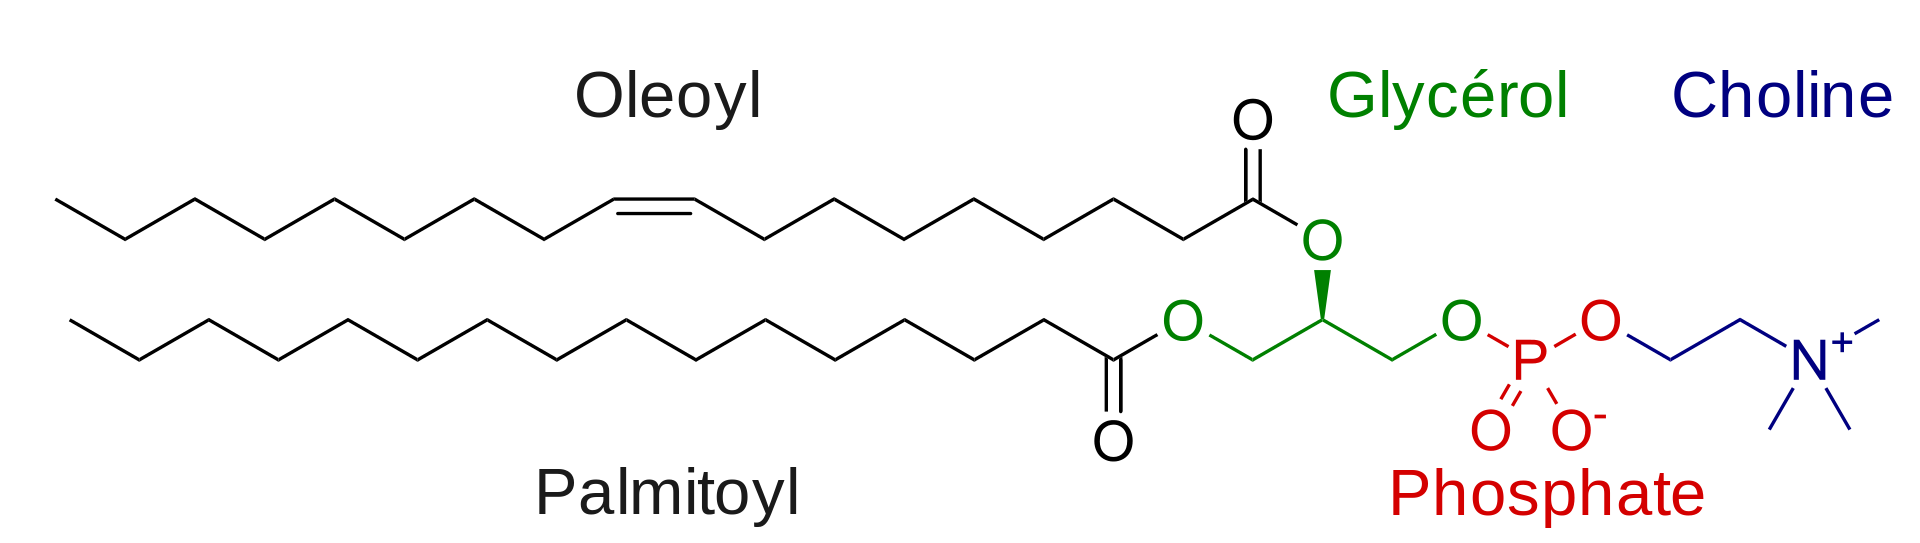 Oleoyl
Glycérol
Choline
O
O
O
O
O
P
N+
O
O
O-
Palmitoyl
Phosphate